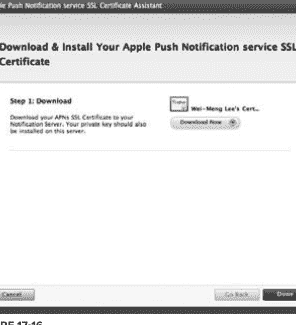 le Push Notification service SSL Certificate Assistant
Download & Install Your Apple Push Notification service SSL
Certificate
Step 1: Download
Download your APNs SSL Certificate to your
Notification Server. Your private key should also
be installed on this server.
Wei-Meng Lee's Cert...
Download Now
Cancel
Go Back
Done
RE 17-16